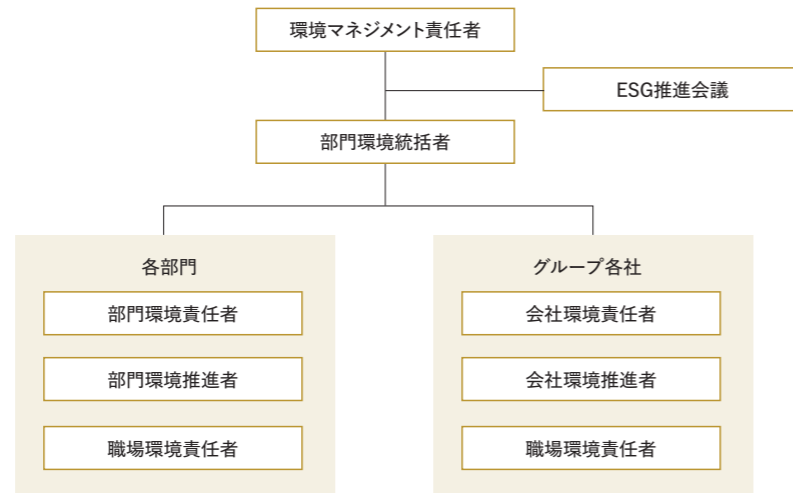 環境マネジメント責任者
ESG推進会議
部門環境統括者
各部門
部門環境責任者
部門環境推進者
職場環境責任者
グループ各社
会社環境責任者
会社環境推進者
職場環境責任者